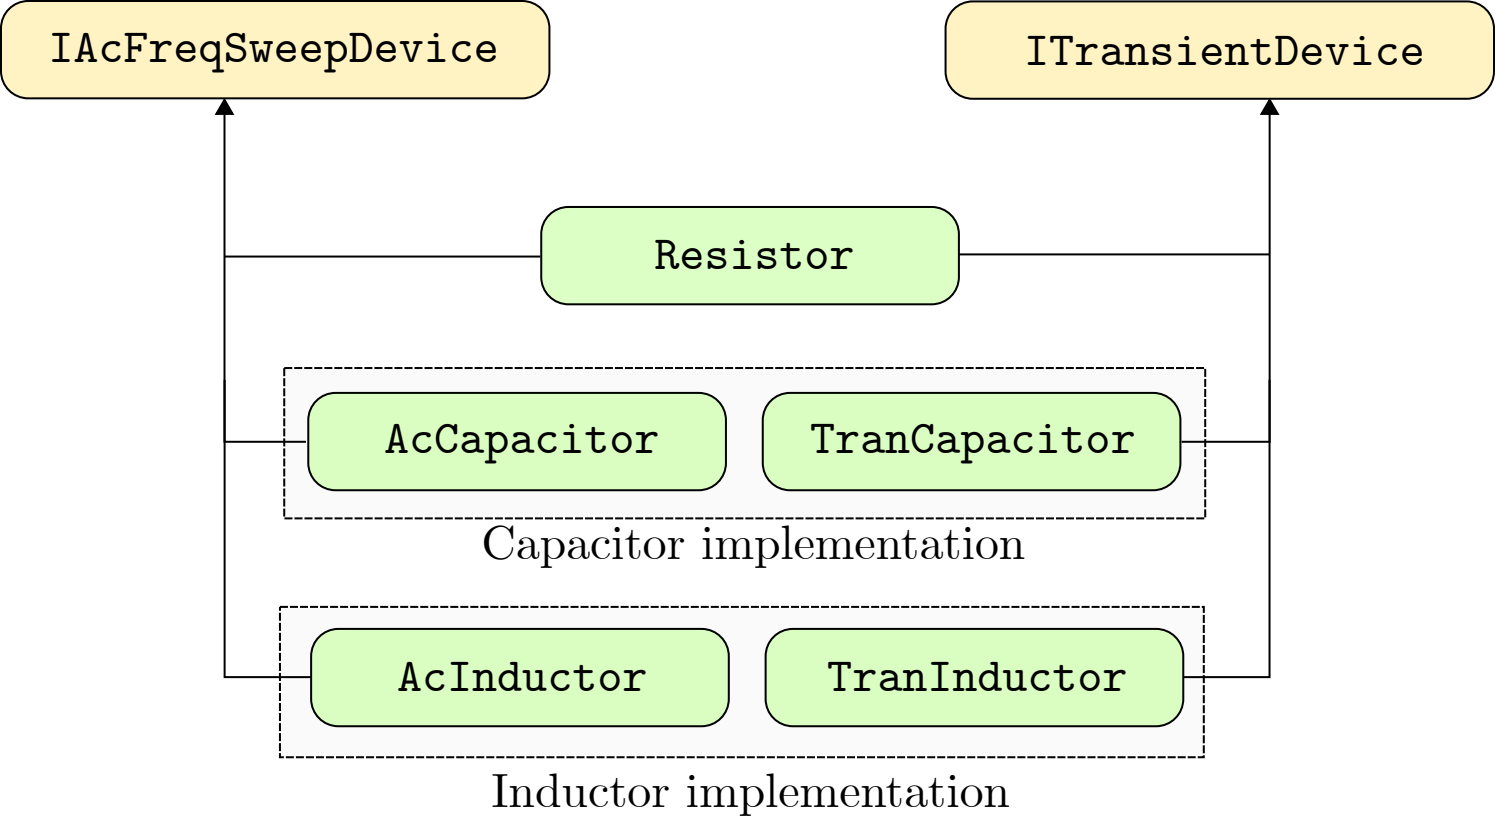 IAcFreqSweepDevice
ITransientDevice
Resistor
AcCapacitor
TranCapacitor
Capacitor implementation
AcInductor
TranInductor
Inductor implementation